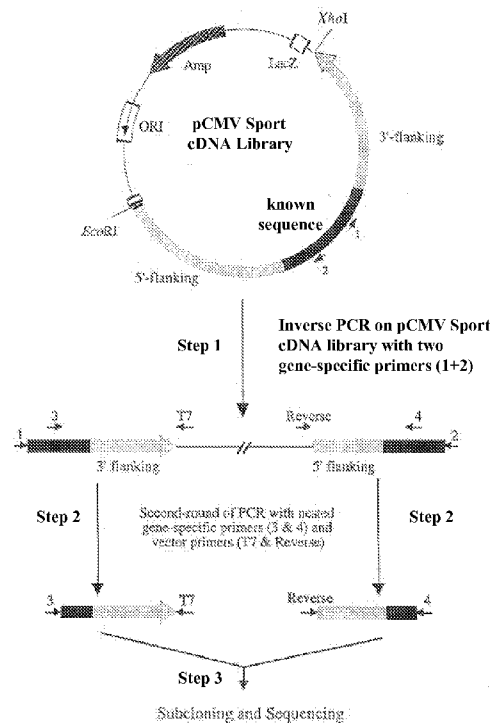 XhoI
LacZ
Amp
ORI
pCMV Sport
cDNA Library
3'-flanking
known
sequence
EcoRI
1
2
5'-flanking
Step 1
Inverse PCR on pCMV Sport
cDNA library with two
gene-specific primers (1+2)
1
3
T7
Reverse
4
2
3' flanking
5' flanking
Step 2
Second-round of PCR with nested
gene-specific primers (3 & 4) and
vector primers (T7 & Reverse)
Step 2
3
T7
Reverse
4
Step 3
Subcloning and Sequencing